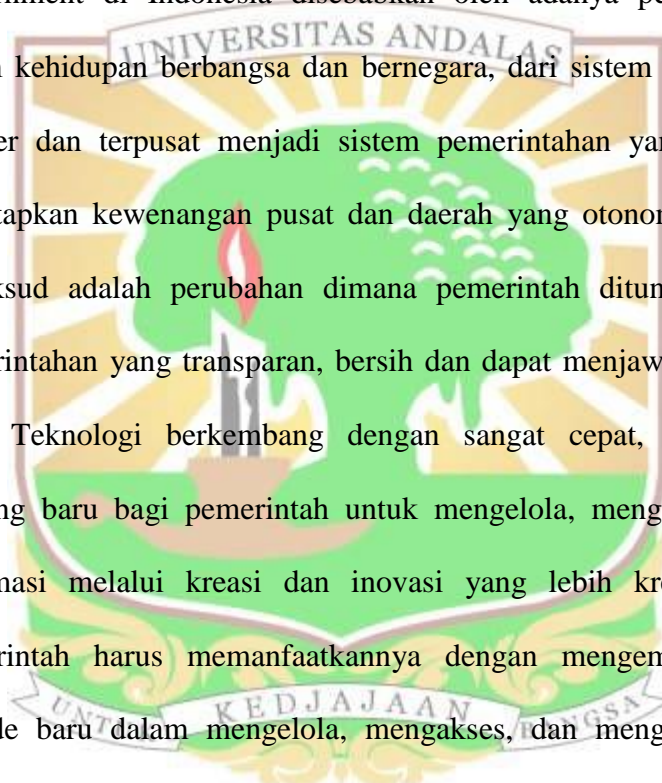 rnment di Indonesia disebabkan oleh adanya pe
UNIVERSITAS ANDALAS
n kehidupan berbangsa dan bernegara, dari sistem
er dan terpusat menjadi sistem pemerintahan yan
tapkan kewenangan pusat dan daerah yang otonom
ksud adalah perubahan dimana pemerintah ditun
rintahan yang transparan, bersih dan dapat menjaw
Teknologi berkembang dengan sangat cepat,
ng baru bagi pemerintah untuk mengelola, meng
masi melalui kreasi dan inovasi yang lebih kre
rintah harus memanfaatkannya dengan mengem
KEDJAJAAN BANGSA
de baru dalam mengelola, mengakses, dan meng